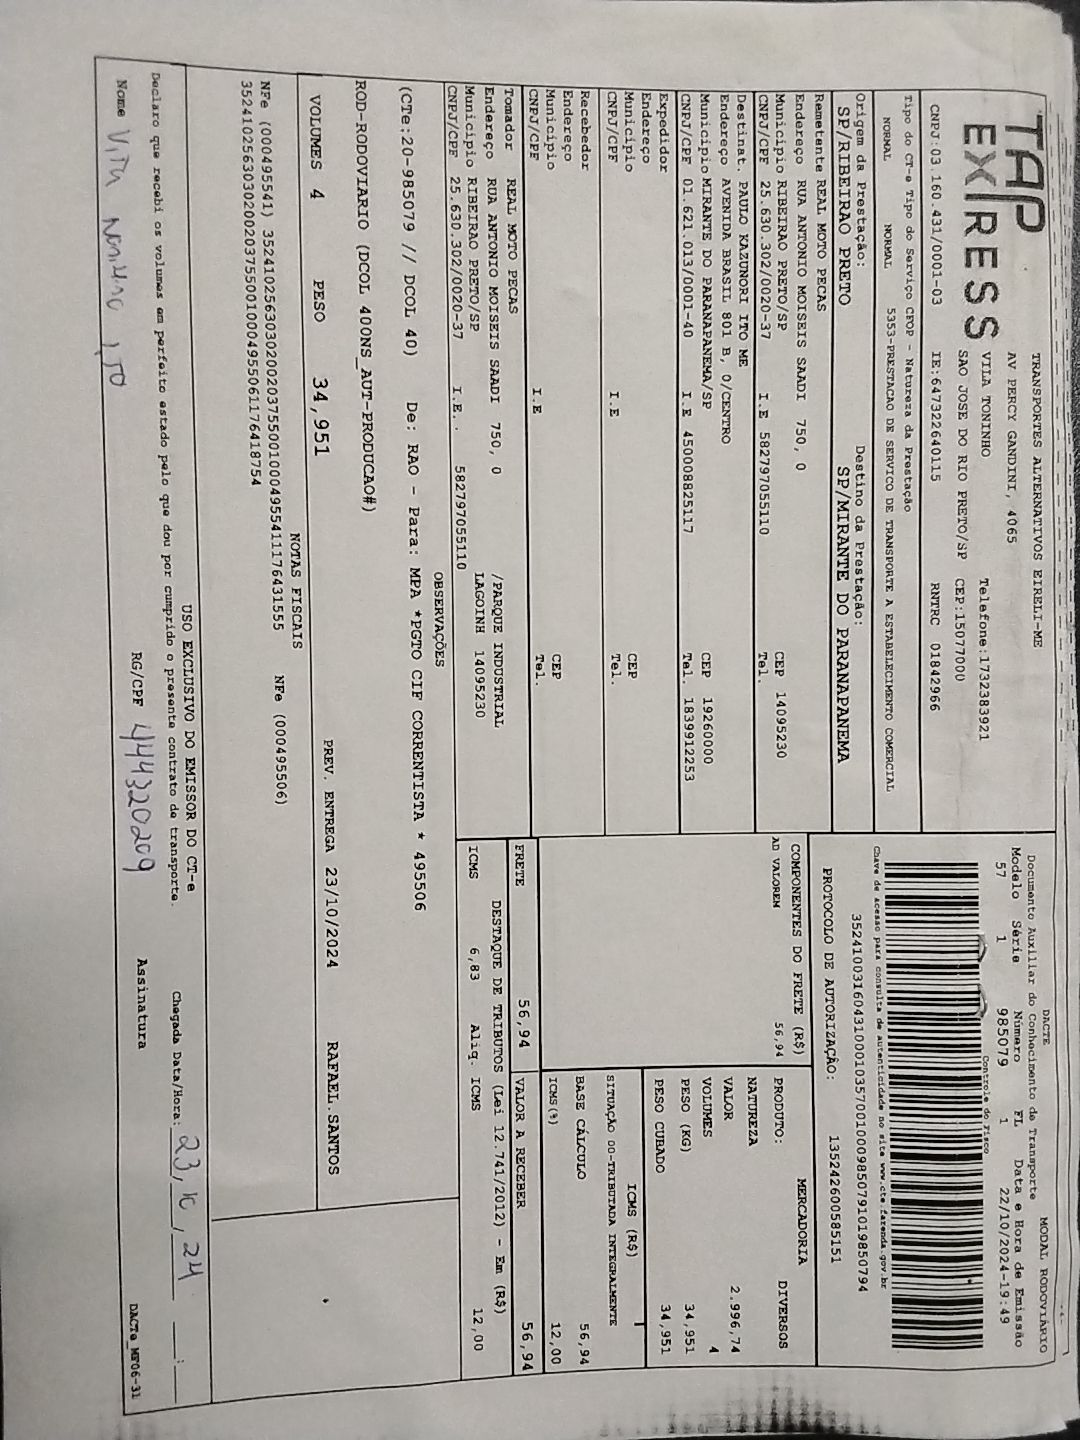 TAP
EXPRESS
TRANSPORTES ALTERNATIVOS EIRELI-ME
AV PERCY GANDINI, 4065
VILA TONINHO Telefone:1732383921
SAO JOSE DO RIO PRETO/SP CEP:15077000
CNPJ:03.160.431/0001-03 IE:647322640115 RNTRC 01842966
Tipo do CT-e Tipo do Serviço CFOP - Natureza da Prestação
NORMAL NORMAL 5353-PRESTACAO DE SERVICO DE TRANSPORTE A ESTABELECIMENTO COMERCIAL
Origem da Prestação: Destino da Prestação:
SP/RIBEIRAO PRETO SP/MIRANTE DO PARANAPANEMA
Remetente REAL MOTO PECAS
Endereço RUA ANTONIO MOISEIS SAADI 750, 0
Municipio RIBEIRAO PRETO/SP CEP 14095230
CNPJ/CPF 25.630.302/0020-37 I.E 582797055110 Tel.
Destinat. PAULO KAZUNORI ITO ME
Endereço AVENIDA BRASIL 801 B, 0/CENTRO
Municipio MIRANTE DO PARANAPANEMA/SP CEP 19260000
CNPJ/CPF 01.621.013/0001-40 I.E 450008825117 Tel. 1839912253
Expedidor
Endereço
Municipio CEP
CNPJ/CPF I.E Tel.
Recebedor
Endereço
Municipio CEP
CNPJ/CPF I.E Tel.
Tomador REAL MOTO PECAS
Endereço RUA ANTONIO MOISEIS SAADI 750, 0 /PARQUE INDUSTRIAL
Municipio RIBEIRAO PRETO/SP LAGOINH 14095230
CNPJ/CPF 25.630.302/0020-37 I.E. 582797055110
DACTE MODAL RODOVIÁRIO
Documento Auxiliar do Conhecimento de Transporte
Modelo Série Número FL Data e Hora de Emissão
57 1 985079 1 22/10/2024-19:49
Controle do Fisco
Chave de acesso para consulta de autenticidade no site www.cte.fazenda.gov.br
35241003160431000103570010009850791019850794
PROTOCOLO DE AUTORIZAÇÃO: 135242600585151
COMPONENTES DO FRETE (R$)
AD VALOREM 56,94
PRODUTO: MERCADORIA
NATUREZA DIVERSOS
VALOR 2.996,74
VOLUMES 4
PESO (KG) 34,951
PESO CUBADO 34,951
ICMS (R$)
SITUAÇÃO 00-TRIBUTADA INTEGRALMENTE
BASE CÁLCULO 56,94
ICMS(%) 12,00
FRETE 56,94 VALOR A RECEBER 56,94
DESTAQUE DE TRIBUTOS (Lei 12.741/2012) - Em (R$)
ICMS 6,83 Aliq. ICMS 12,00
OBSERVAÇÕES
(CTe:20-985079 // DCOL 40) De: RAO - Para: MPA *PGTO CIF CORRENTISTA * 495506
ROD-RODOVIARIO (DCOL 400NS_AUT-PRODUCAO#)
VOLUMES 4 PESO 34,951 PREV. ENTREGA 23/10/2024 RAFAEL.SANTOS
NOTAS FISCAIS
NFe (000495541) 35241025630302002037550010004955411176431555 NFe (000495506)
35241025630302002037550010004955061176418754
USO EXCLUSIVO DO EMISSOR DO CT-e
Declaro que recebi os volumes em perfeito estado pelo que dou por cumprido o presente contrato de transporte. Chegada Data/Hora: 23/10/24 __:__
Nome RG/CPF 444320209 Assinatura
DACTe_MF06-31